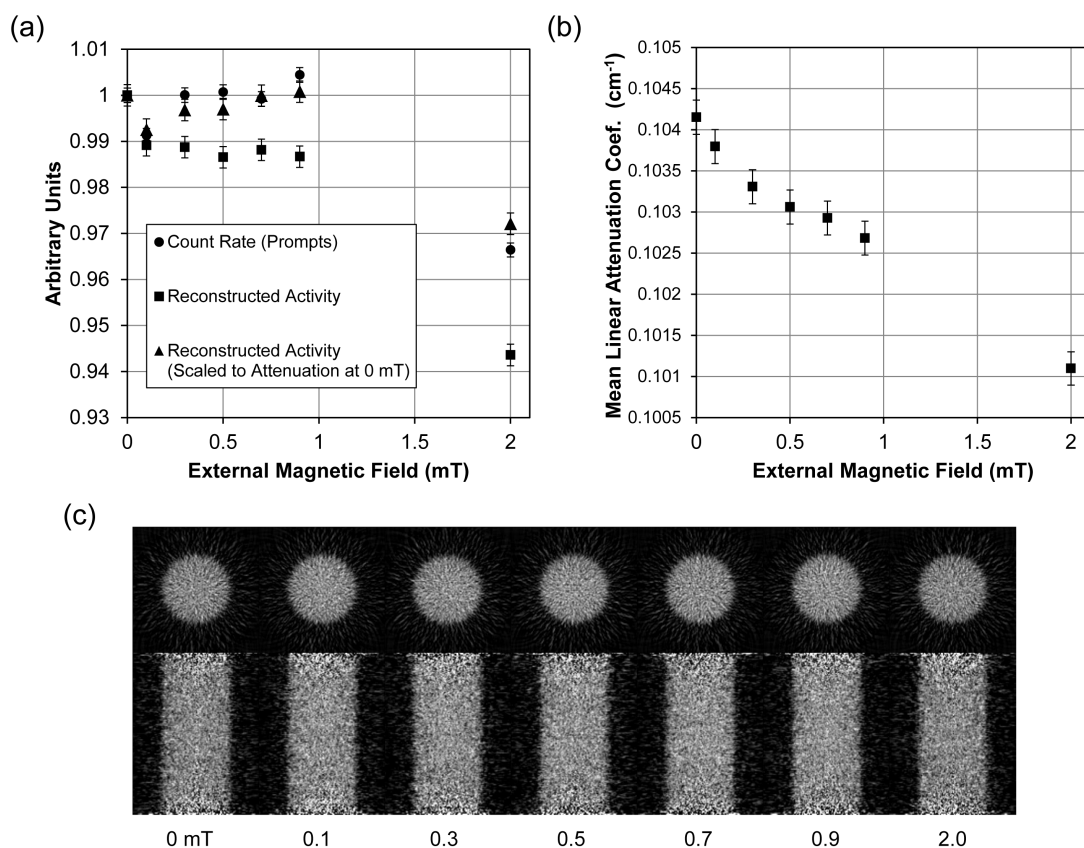 (a)
1.01
1
0.99
0.98
0.97
0.96
0.95
0.94
0.93
Arbitrary Units
Count Rate (Prompts)
Reconstructed Activity
Reconstructed Activity
(Scaled to Attenuation at 0 mT)
0 0.5 1 1.5 2
External Magnetic Field (mT)
(b)
0.105
0.1045
0.104
0.1035
0.103
0.1025
0.102
0.1015
0.101
0.1005
Mean Linear Attenuation Coef. (cm⁻¹)
0 0.5 1 1.5 2
External Magnetic Field (mT)
(c)
0 mT 0.1 0.3 0.5 0.7 0.9 2.0